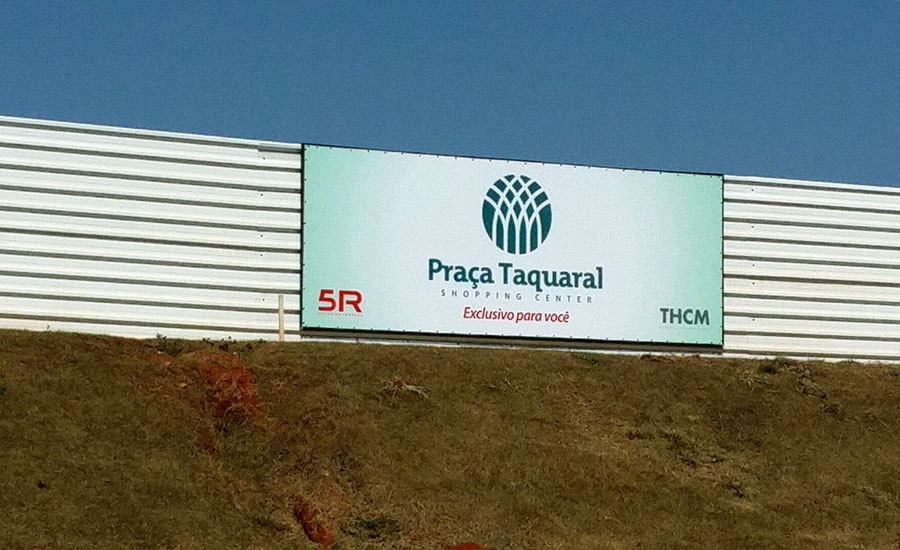 Praça Taquaral
SHOPPING CENTER
Exclusivo para você
5R
THCM